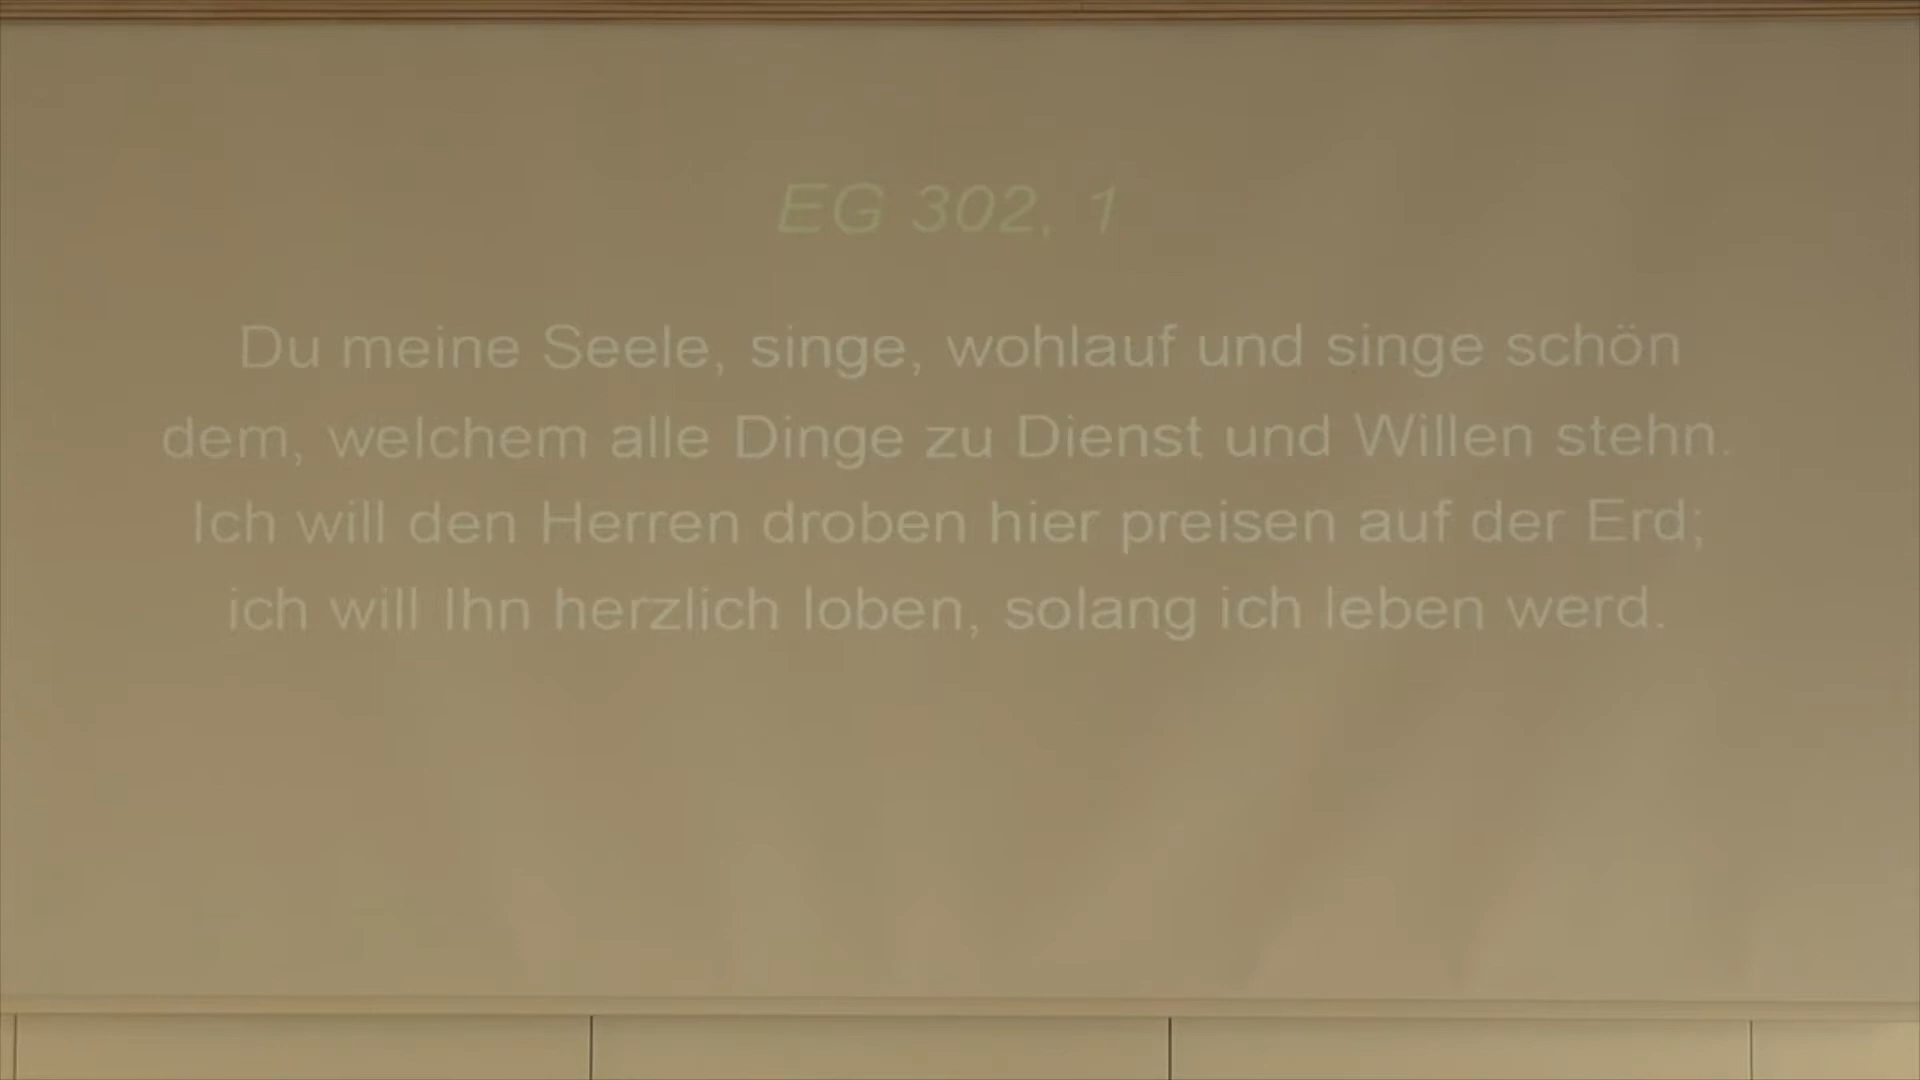 EG 302, 1
Du meine Seele, singe, wohlauf und singe schön
dem, welchem alle Dinge zu Dienst und Willen stehn.
Ich will den Herren droben hier preisen auf der Erd;
ich will Ihn herzlich loben, solang ich leben werd.